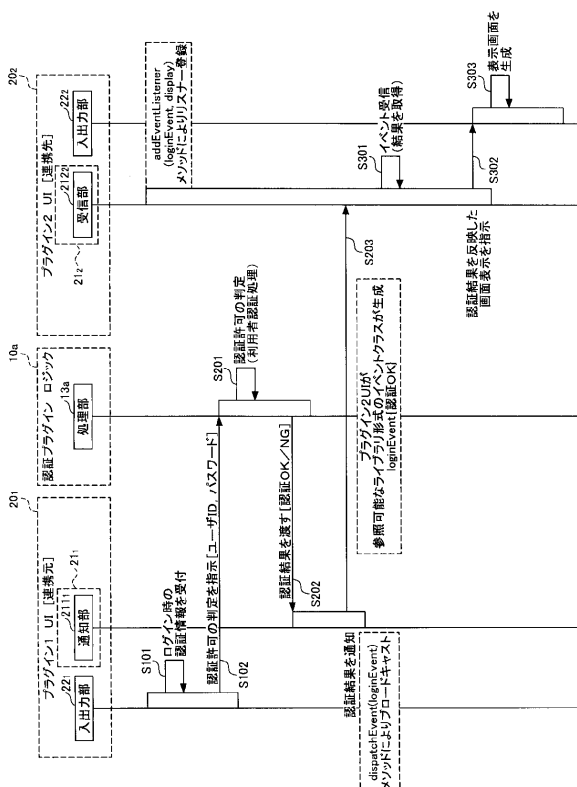 20₁
プラグイン1 UI [連携元]
21₁
入出力部
22₁
通知部
211₁
10a
認証プラグイン ロジック
処理部
13a
20₂
プラグイン2 UI [連携先]
21₂
受信部
212₂
入出力部
22₂
addEventListener
(loginEvent, display)
メソッドによりリスナー登録
S101
ログイン時の
認証情報を受付
認証許可の判定を指示[ユーザID, パスワード]
S102
S201
認証許可の判定
(利用者認証処理)
認証結果を渡す[認証OK/NG]
S202
認証結果を通知
dispatchEvent(loginEvent)
メソッドによりブロードキャスト
S203
プラグイン2UIが
参照可能なライブラリ形式のイベントクラスが生成
loginEvent[認証OK]
S301
イベント受信
(結果を取得)
S302
認証結果を反映した
画面表示を指示
S303
表示画面を
生成